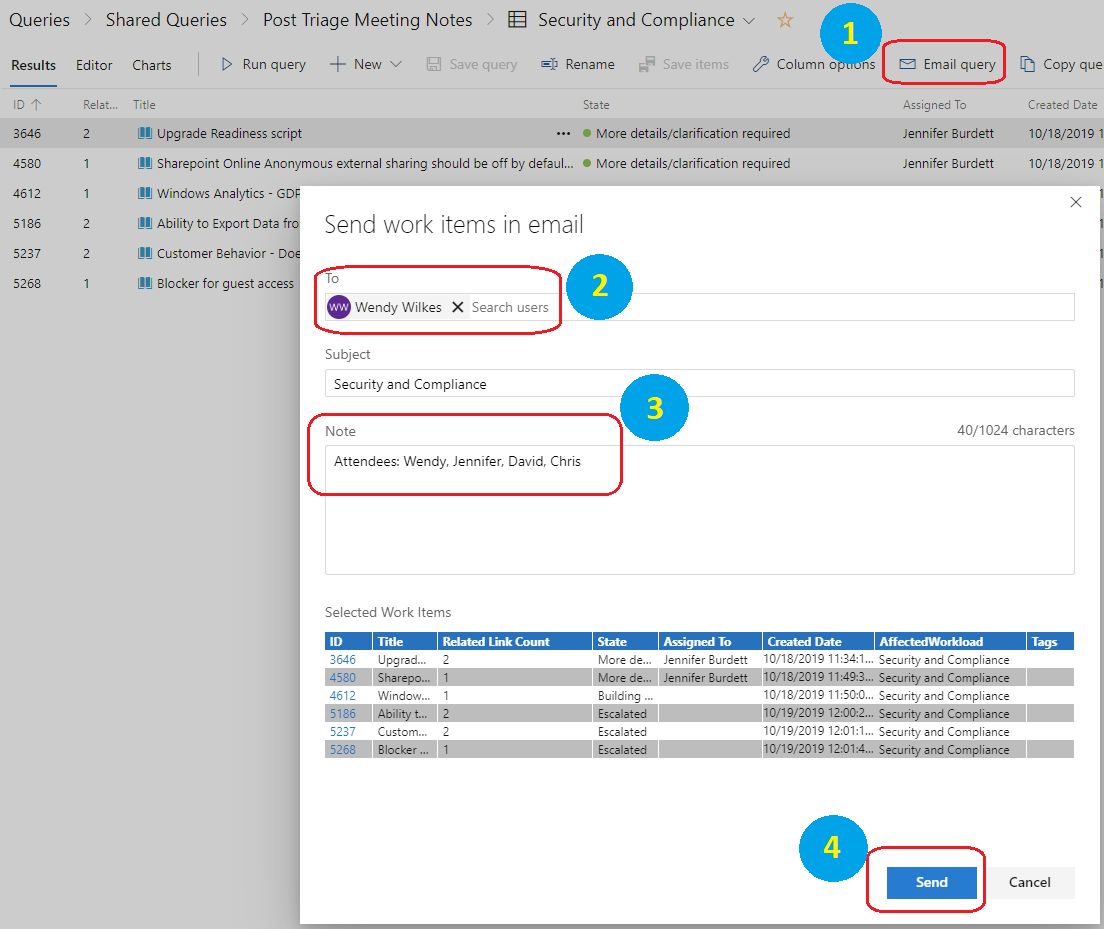 Queries > Shared Queries > Post Triage Meeting Notes > Security and Compliance
1
Results Editor Charts Run query New Save query Rename Save items Column options Email query Copy que
ID Relat... Title State Assigned To Created Date
3646 2 Upgrade Readiness script ... More details/clarification required Jennifer Burdett 10/18/2019 1
4580 1 Sharepoint Online Anonymous external sharing should be off by defaul... More details/clarification required Jennifer Burdett 10/18/2019 1
4612 1 Windows Analytics - GDP
5186 2 Ability to Export Data fro
5237 2 Customer Behavior - Doe
5268 1 Blocker for guest access
Send work items in email
To
2
WW Wendy Wilkes Search users
Subject
Security and Compliance
3
Note 40/1024 characters
Attendees: Wendy, Jennifer, David, Chris
Selected Work Items
ID Title Related Link Count State Assigned To Created Date AffectedWorkload Tags
3646 Upgrad... 2 More de... Jennifer Burdett 10/18/2019 11:34:1... Security and Compliance
4580 Sharepo... 1 More de... Jennifer Burdett 10/18/2019 11:49:3... Security and Compliance
4612 Window... 1 Building ... 10/18/2019 11:50:0... Security and Compliance
5186 Ability t... 2 Escalated 10/19/2019 12:00:2... Security and Compliance
5237 Custom... 2 Escalated 10/19/2019 12:01:1... Security and Compliance
5268 Blocker ... 1 Escalated 10/19/2019 12:01:4... Security and Compliance
4
Send Cancel